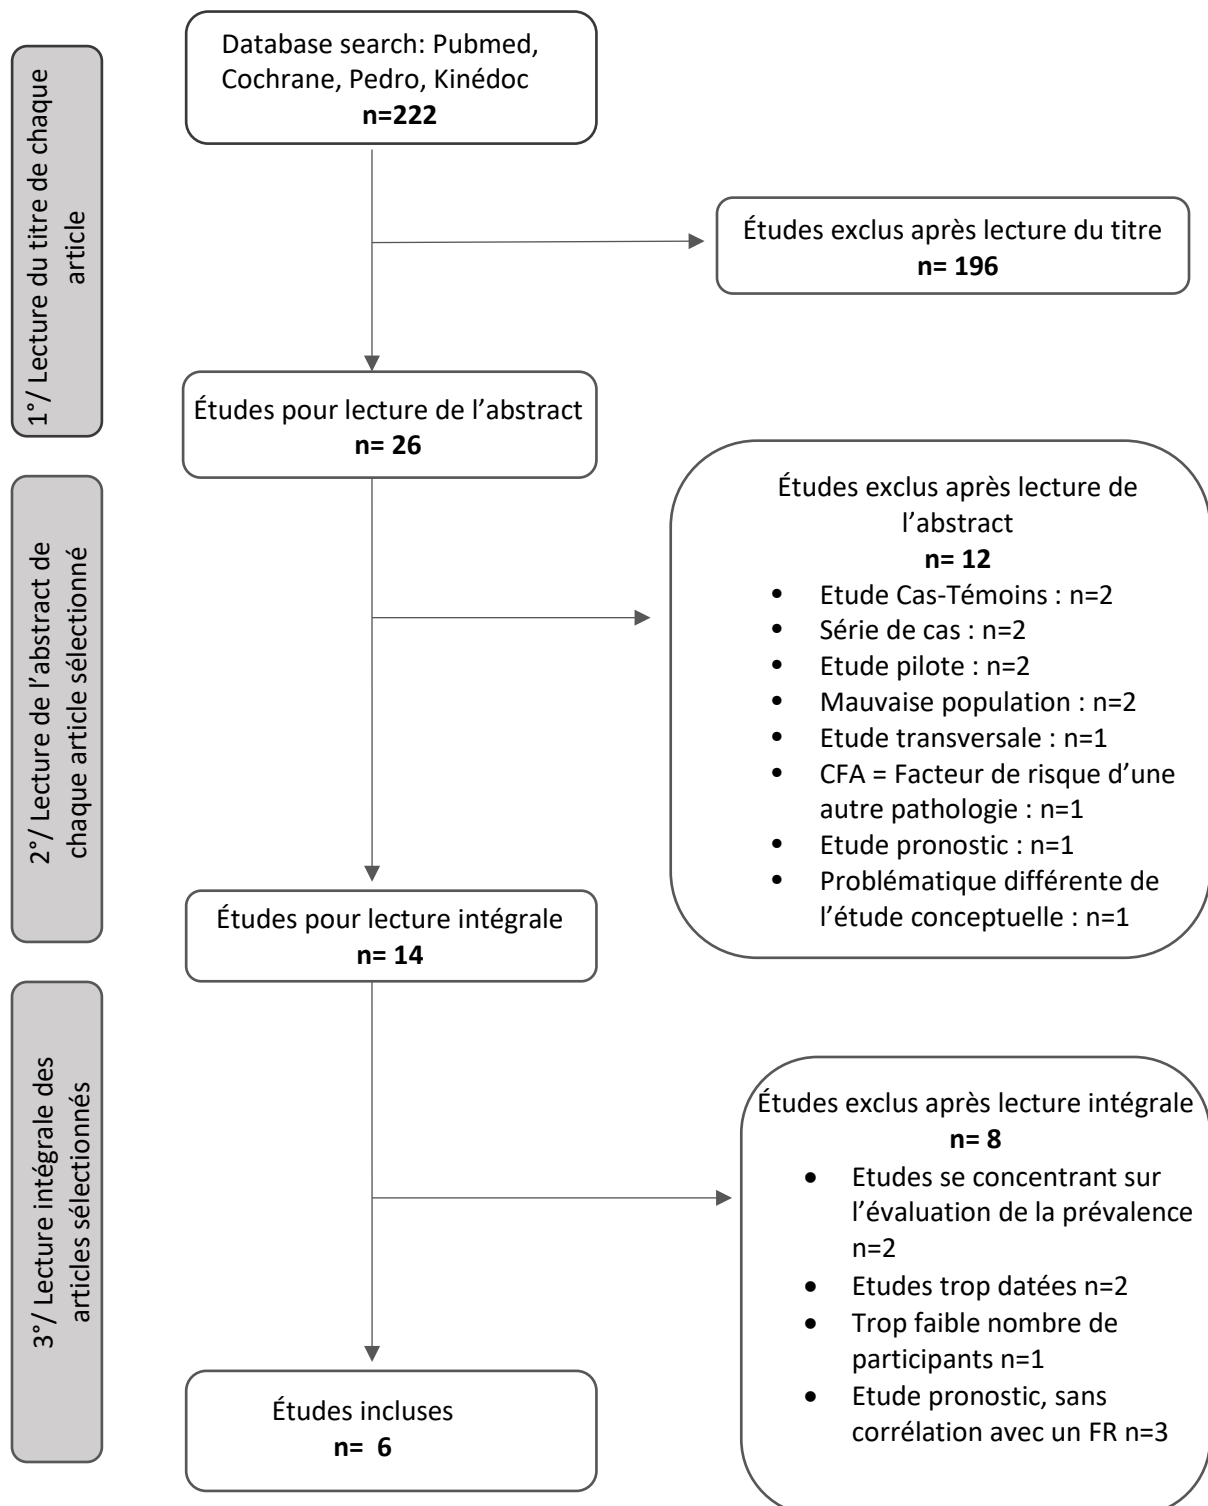 Database search: Pubmed,
Cochrane, Pedro, Kinédoc
n=222
1°/ Lecture du titre de chaque
article
Études exclus après lecture du titre
n= 196
Études pour lecture de l’abstract
n= 26
2°/ Lecture de l’abstract de
chaque article sélectionné
Études exclus après lecture de
l’abstract
n= 12
• Etude Cas-Témoins : n=2
• Série de cas : n=2
• Etude pilote : n=2
• Mauvaise population : n=2
• Etude transversale : n=1
• CFA = Facteur de risque d’une
autre pathologie : n=1
• Etude pronostic : n=1
• Problématique différente de
l’étude conceptuelle : n=1
Études pour lecture intégrale
n= 14
3°/ Lecture intégrale des
articles sélectionnés
Études exclus après lecture intégrale
n= 8
• Etudes se concentrant sur
l’évaluation de la prévalence
n=2
• Etudes trop datées n=2
• Trop faible nombre de
participants n=1
• Etude pronostic, sans
corrélation avec un FR n=3
Études incluses
n= 6